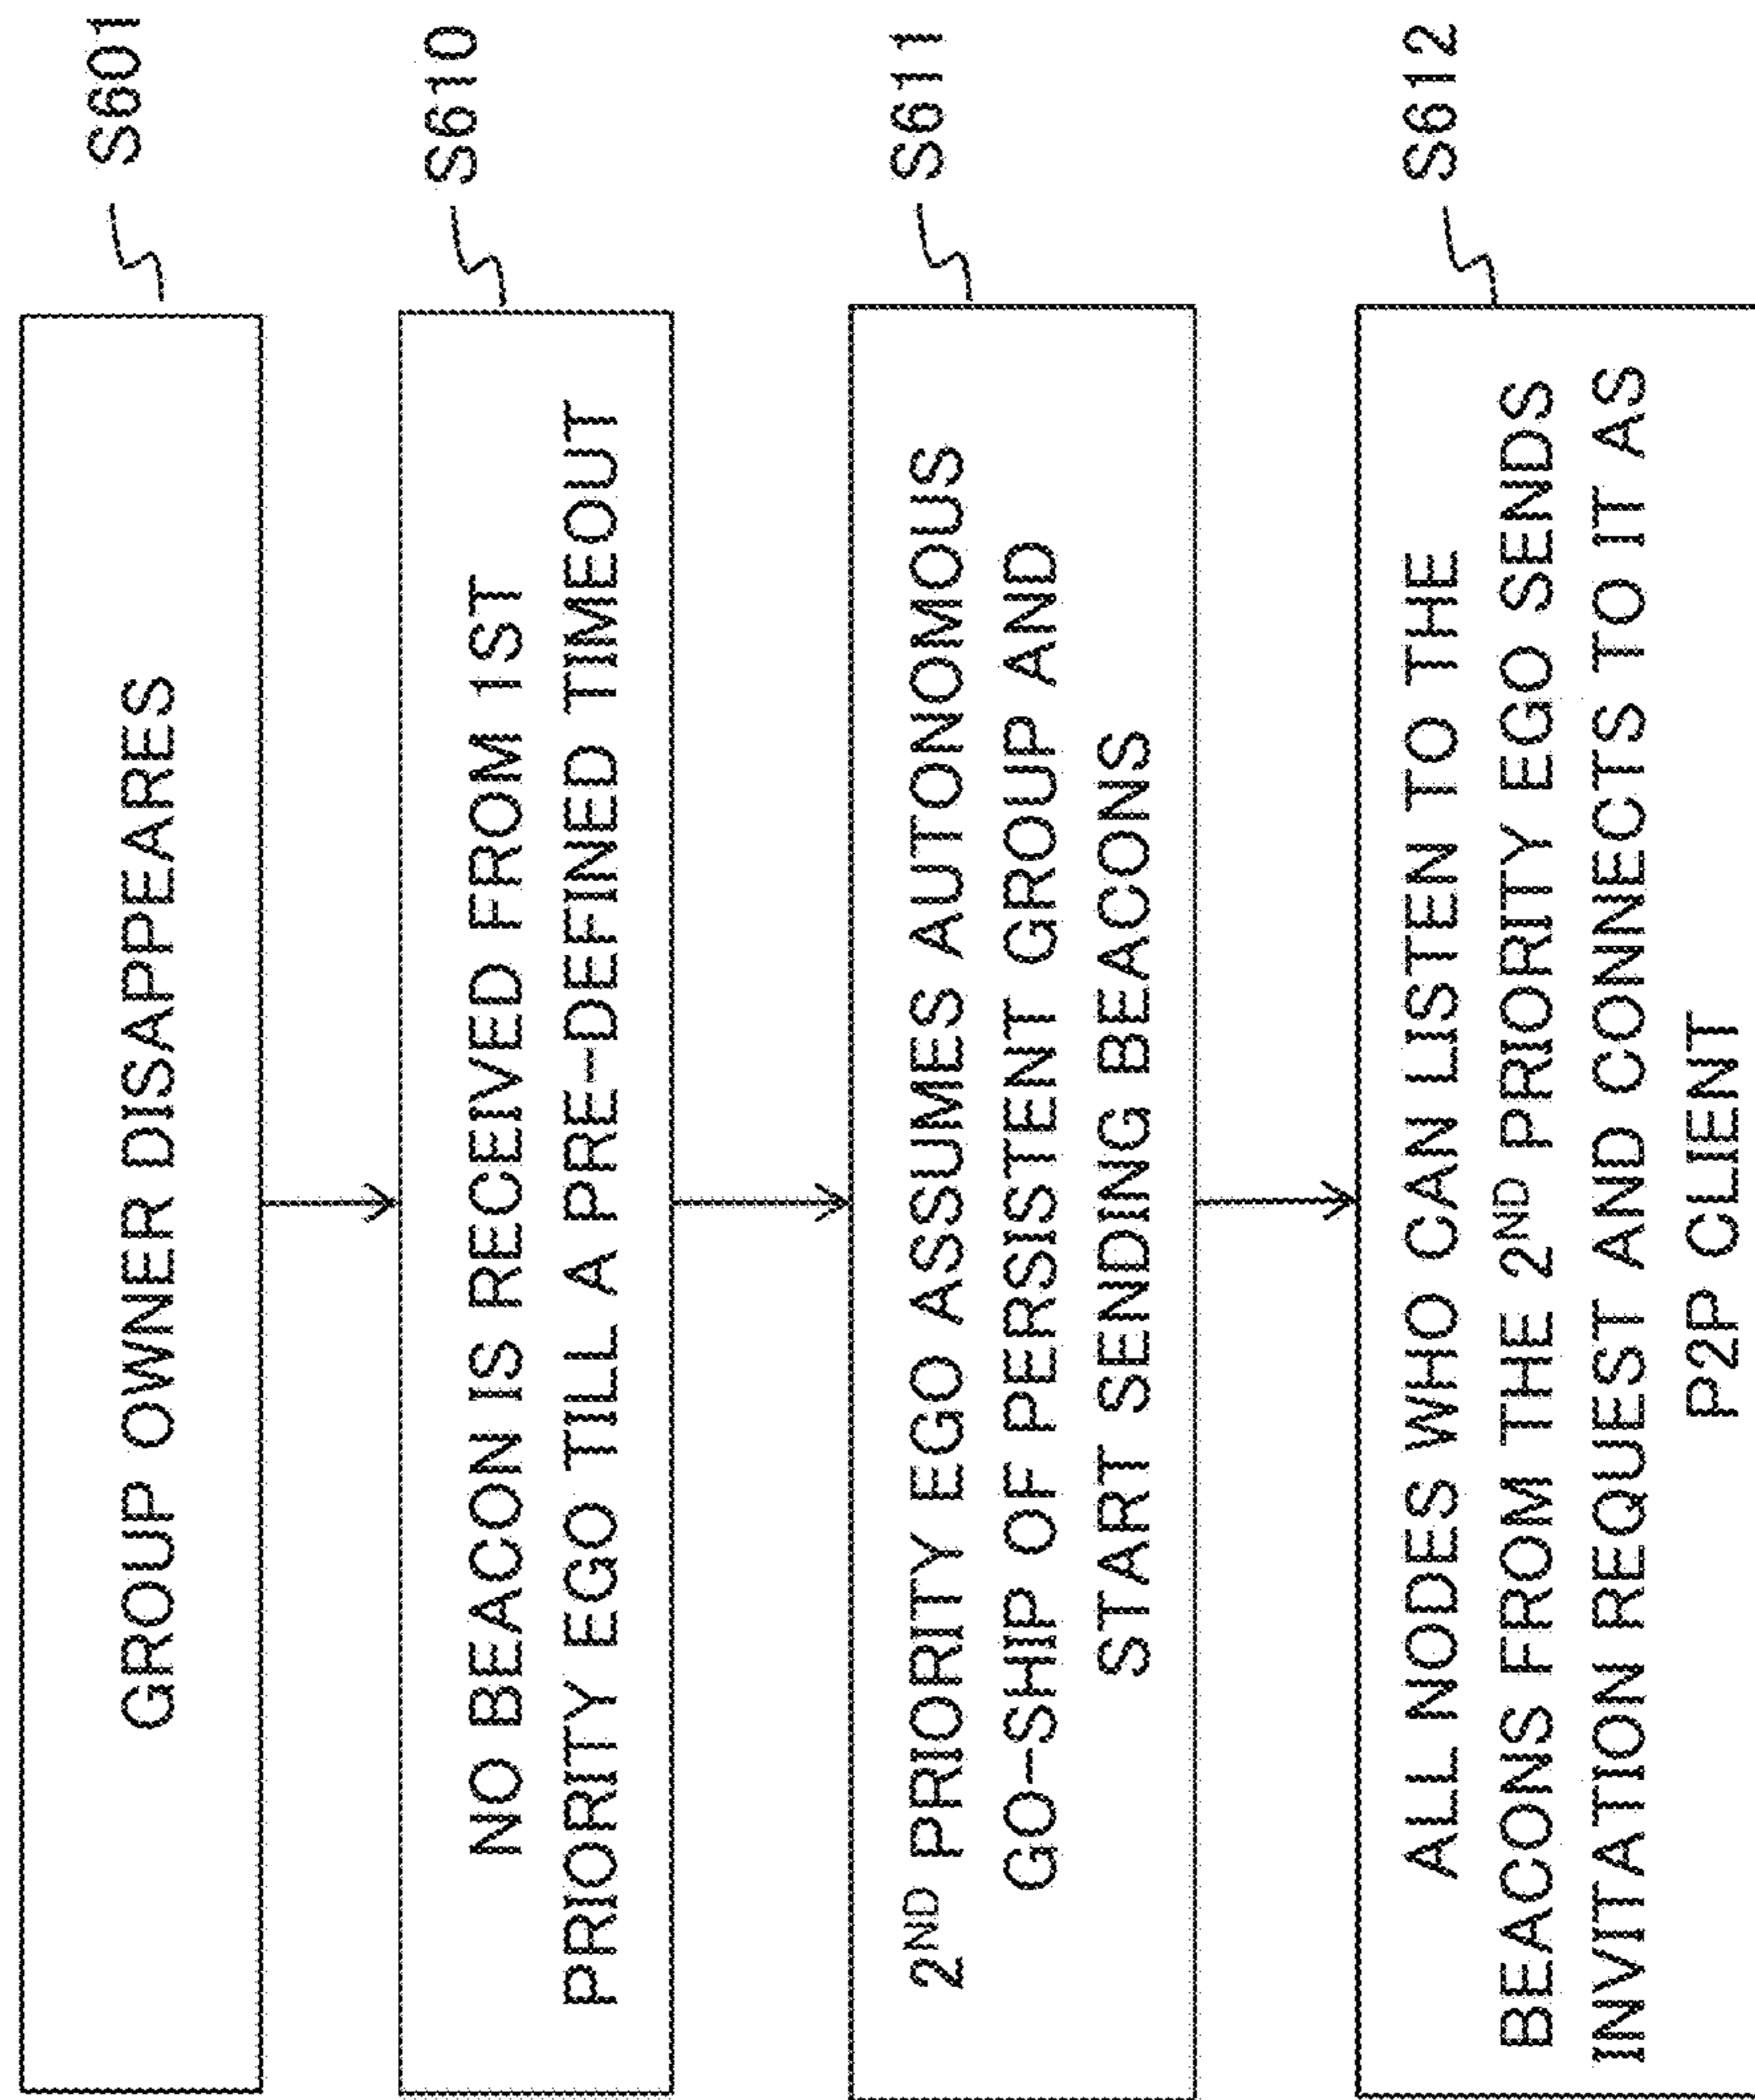 GROUP OWNER DISAPPEARES
S601
NO BEACON IS RECEIVED FROM 1ST
PRIORITY EGO TILL A PRE-DEFINED TIMEOUT
S610
2ND PRIORITY EGO ASSUMES AUTONOMOUS
GO-SHIP OF PERSISTENT GROUP AND
START SENDING BEACONS
S611
ALL NODES WHO CAN LISTEN TO THE
BEACONS FROM THE 2ND PRIORITY EGO SENDS
INVITATION REQUEST AND CONNECTS TO IT AS
P2P CLIENT
S612